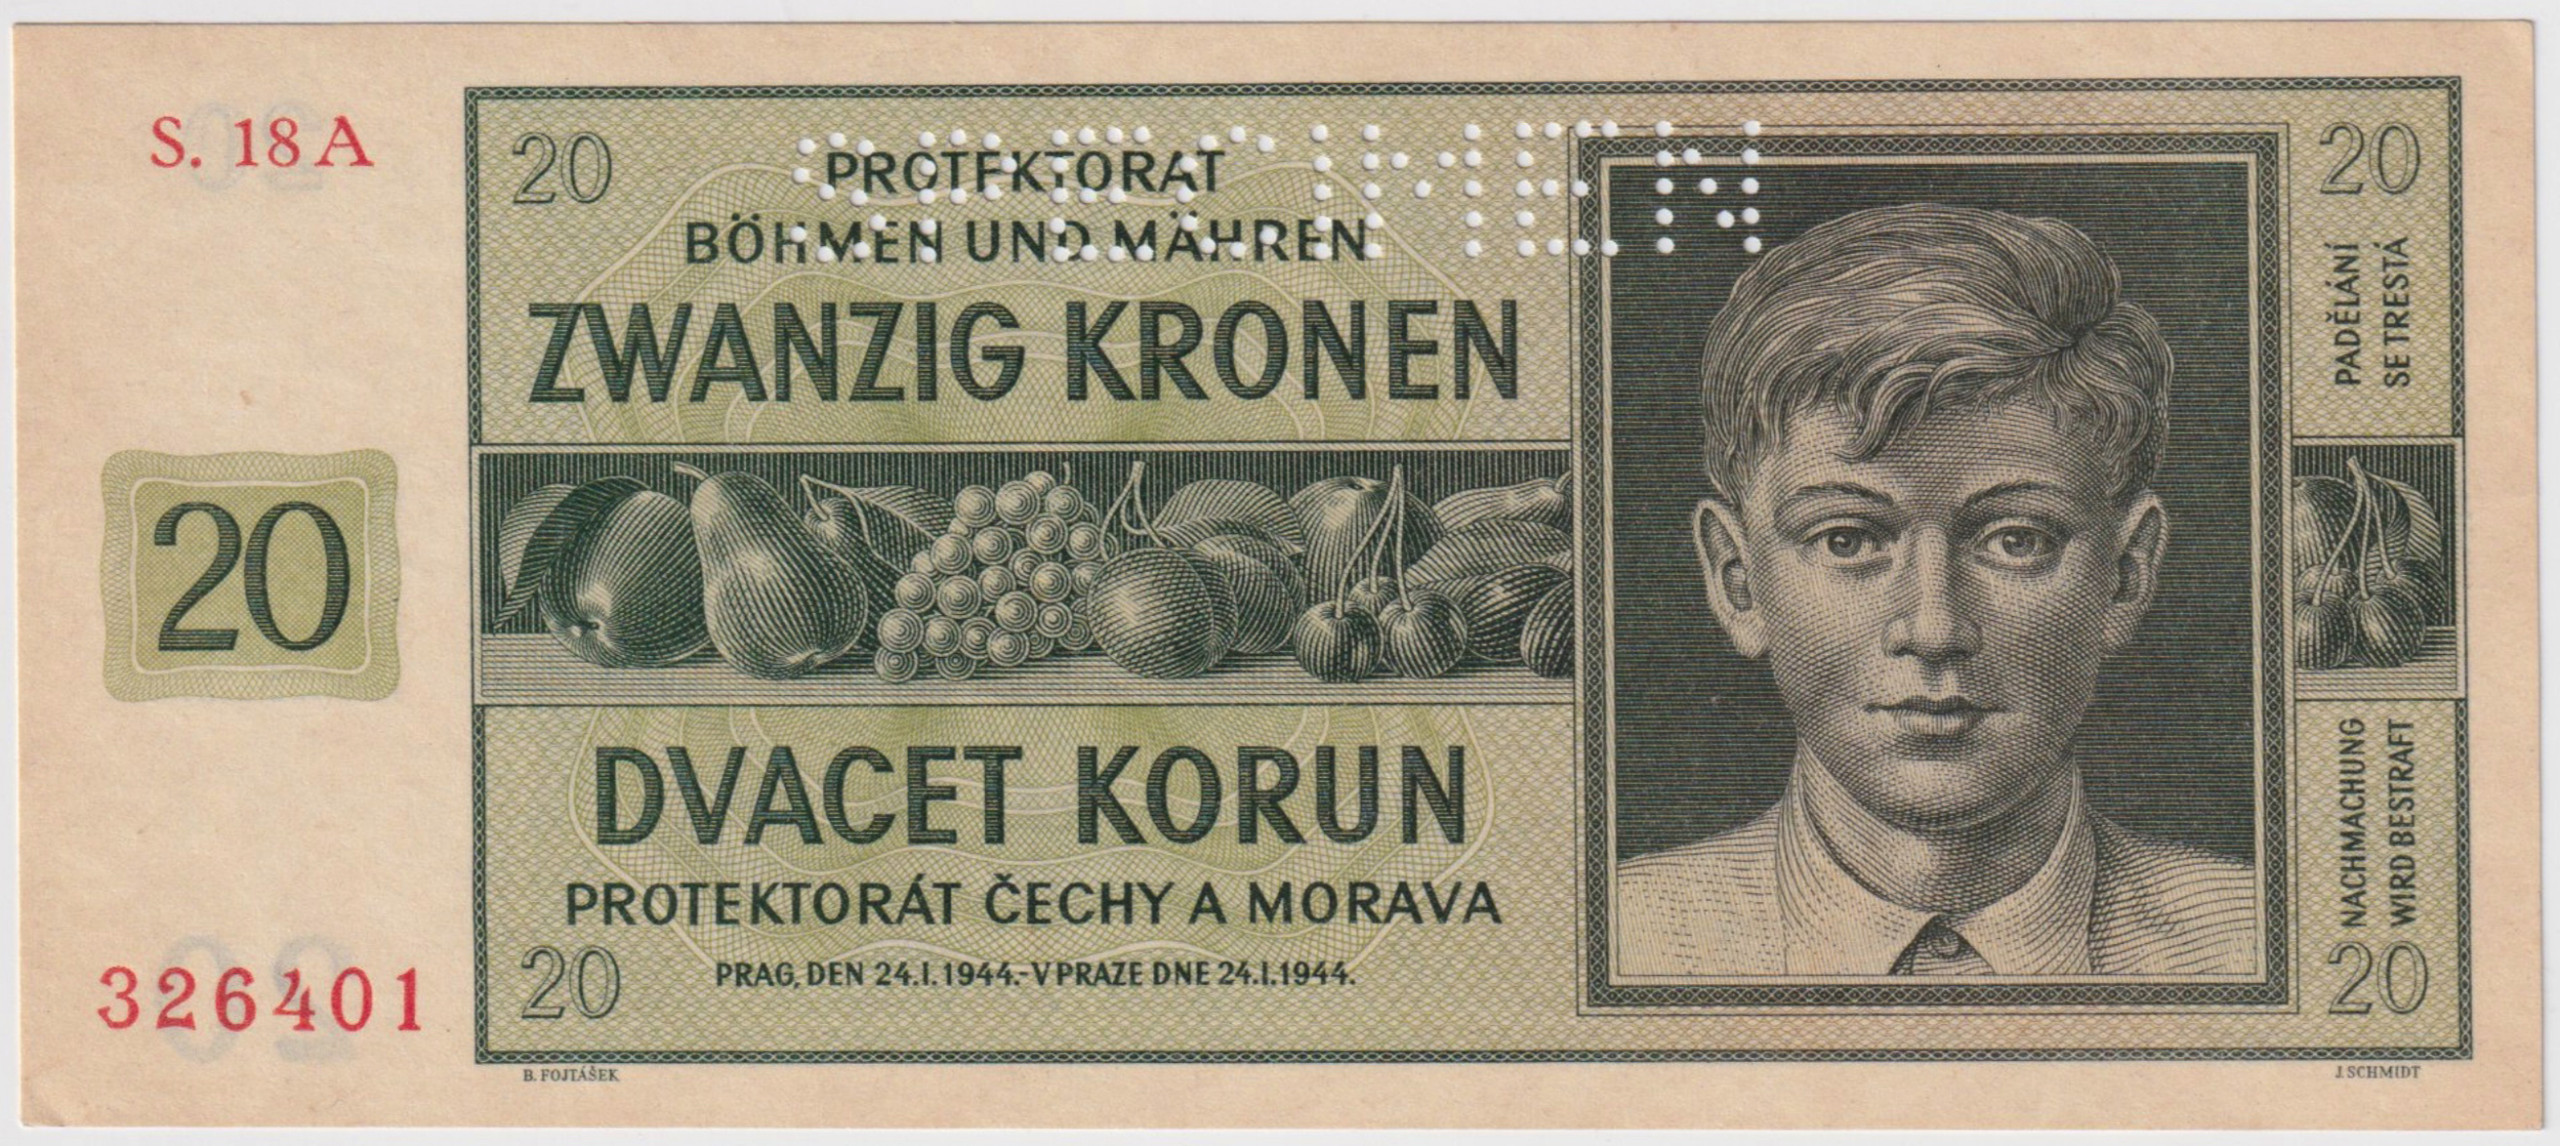 S. 18 A
20
SPECIMEN
20
PROTEKTORAT
BÖHMEN UND MÄHREN
ZWANZIG KRONEN
PADĚLÁNÍ
SE TRESTÁ
20
DVACET KORUN
PROTEKTORÁT ČECHY A MORAVA
NACHMACHUNG
WIRD BESTRAFT
326401
20
PRAG, DEN 24.I.1944.-V PRAZE DNE 24.I.1944.
20
B. FOJTÁŠEK
J. SCHMIDT